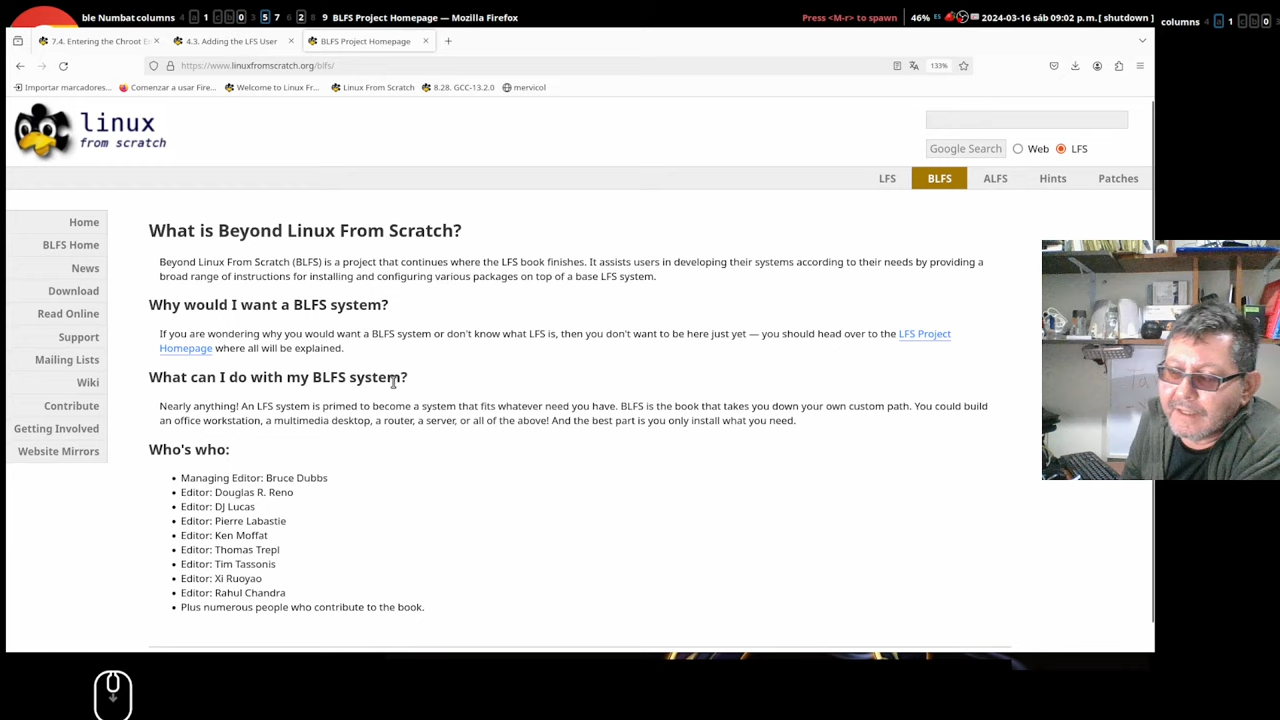 ble Numbat columns 4 a 1 c b 0 3 5 7 6 2 8 9 BLFS Project Homepage — Mozilla Firefox
Press <M-r> to spawn 46% ES 2024-03-16 sáb 09:02 p. m. [ shutdown ]
columns 4 a 1 c b 0
7.4. Entering the Chroot E
4.3. Adding the LFS User
BLFS Project Homepage
https://www.linuxfromscratch.org/blfs/
133%
Importar marcadores...
Comenzar a usar Fire...
Welcome to Linux Fr...
Linux From Scratch
8.28. GCC-13.2.0
mervicol
linux
from scratch
Google Search
Web
LFS
LFS
BLFS
ALFS
Hints
Patches
Home
BLFS Home
News
Download
Read Online
Support
Mailing Lists
Wiki
Contribute
Getting Involved
Website Mirrors
What is Beyond Linux From Scratch?
Beyond Linux From Scratch (BLFS) is a project that continues where the LFS book finishes. It assists users in developing their systems according to their needs by providing a
broad range of instructions for installing and configuring various packages on top of a base LFS system.
Why would I want a BLFS system?
If you are wondering why you would want a BLFS system or don't know what LFS is, then you don't want to be here just yet — you should head over to the LFS Project
Homepage where all will be explained.
What can I do with my BLFS system?
Nearly anything! An LFS system is primed to become a system that fits whatever need you have. BLFS is the book that takes you down your own custom path. You could build
an office workstation, a multimedia desktop, a router, a server, or all of the above! And the best part is you only install what you need.
Who's who:
• Managing Editor: Bruce Dubbs
• Editor: Douglas R. Reno
• Editor: DJ Lucas
• Editor: Pierre Labastie
• Editor: Ken Moffat
• Editor: Thomas Trepl
• Editor: Tim Tassonis
• Editor: Xi Ruoyao
• Editor: Rahul Chandra
• Plus numerous people who contribute to the book.